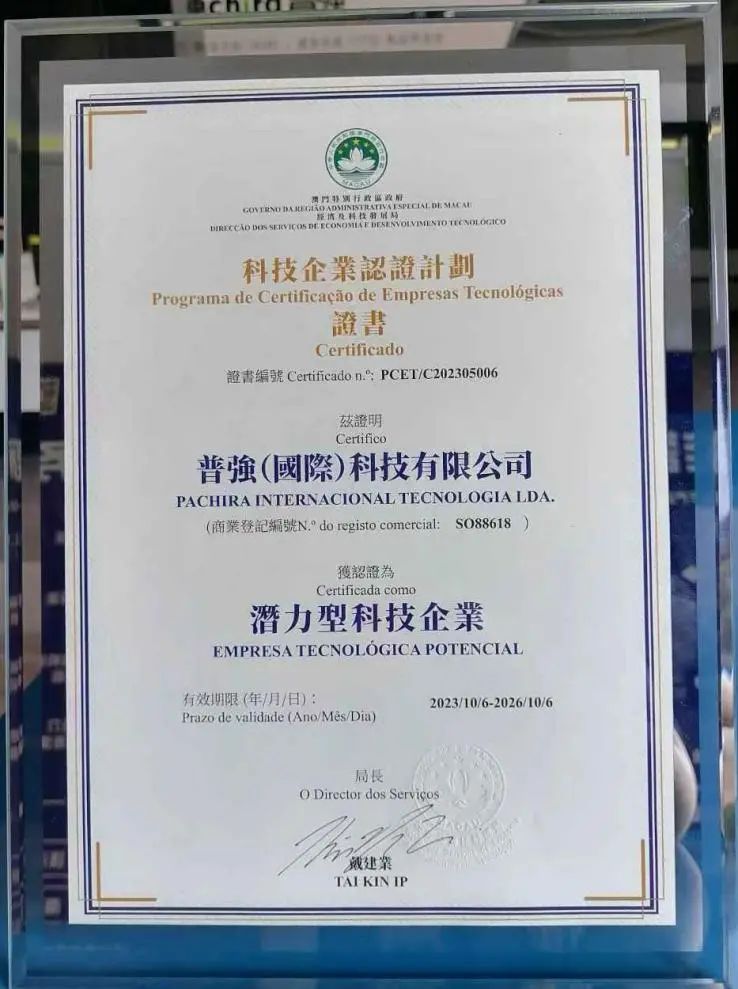 澳門特別行政區政府
GOVERNO DA REGIÃO ADMINISTRATIVA ESPECIAL DE MACAU
經濟及科技發展局
DIRECÇÃO DOS SERVIÇOS DE ECONOMIA E DESENVOLVIMENTO TECNOLÓGICO
科技企業認證計劃
Programa de Certificação de Empresas Tecnológicas
證書
Certificado
證書編號 Certificado n.º: PCET/C202305006
茲證明
Certifico
普強(國際)科技有限公司
PACHIRA INTERNACIONAL TECNOLOGIA LDA.
(商業登記編號N.º do registo comercial: SO88618 )
獲認證為
Certificada como
潛力型科技企業
EMPRESA TECNOLÓGICA POTENCIAL
有效期限 (年/月/日)：
Prazo de validade (Ano/Mês/Dia)
2023/10/6-2026/10/6
局長
O Director dos Serviços
戴建業
TAI KIN IP